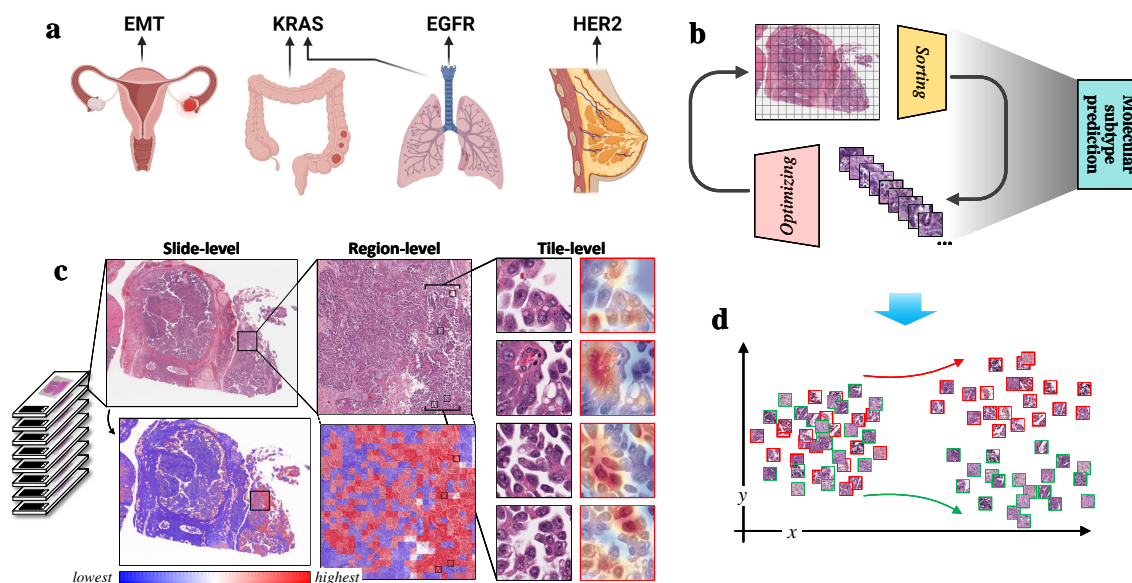 a
EMT
KRAS
EGFR
HER2
b
Sorting
Optimizing
...
Molecular
subtype
prediction
c
Slide-level
Region-level
Tile-level
lowest
highest
d
y
x